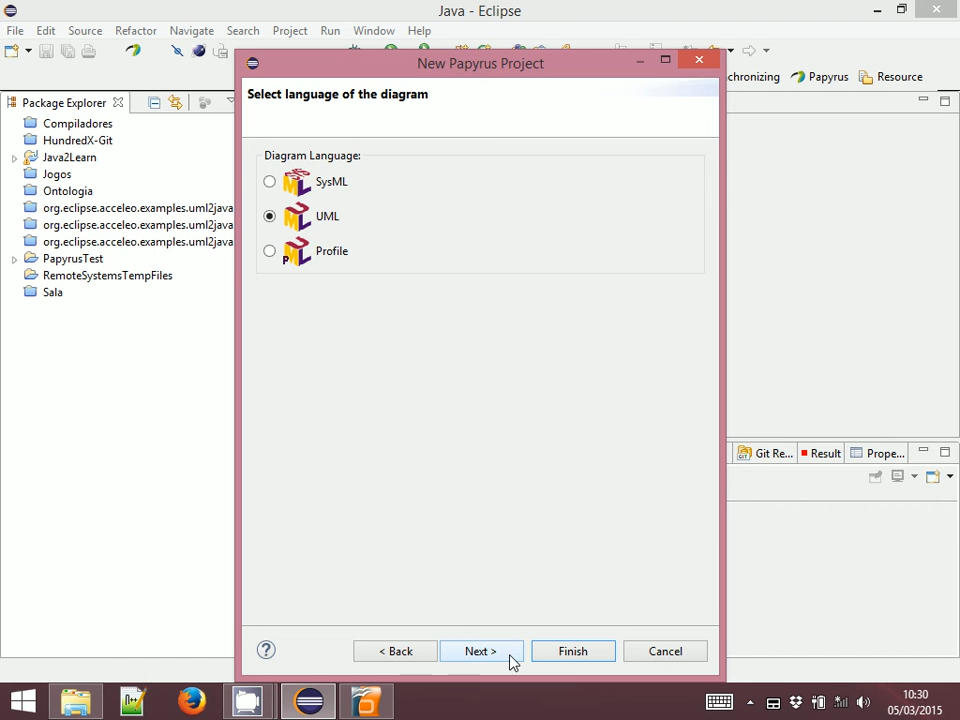 Java - Eclipse
File Edit Source Refactor Navigate Search Project Run Window Help
New Papyrus Project
chronizing Papyrus Resource
Package Explorer
Select language of the diagram
Compiladores
HundredX-Git
Java2Learn
Jogos
Ontologia
org.eclipse.acceleo.examples.uml2java
org.eclipse.acceleo.examples.uml2java
org.eclipse.acceleo.examples.uml2java
PapyrusTest
RemoteSystemsTempFiles
Sala
Diagram Language:
SysML
UML
Profile
Git Re... Result Prope...
< Back Next > Finish Cancel
10:30
05/03/2015